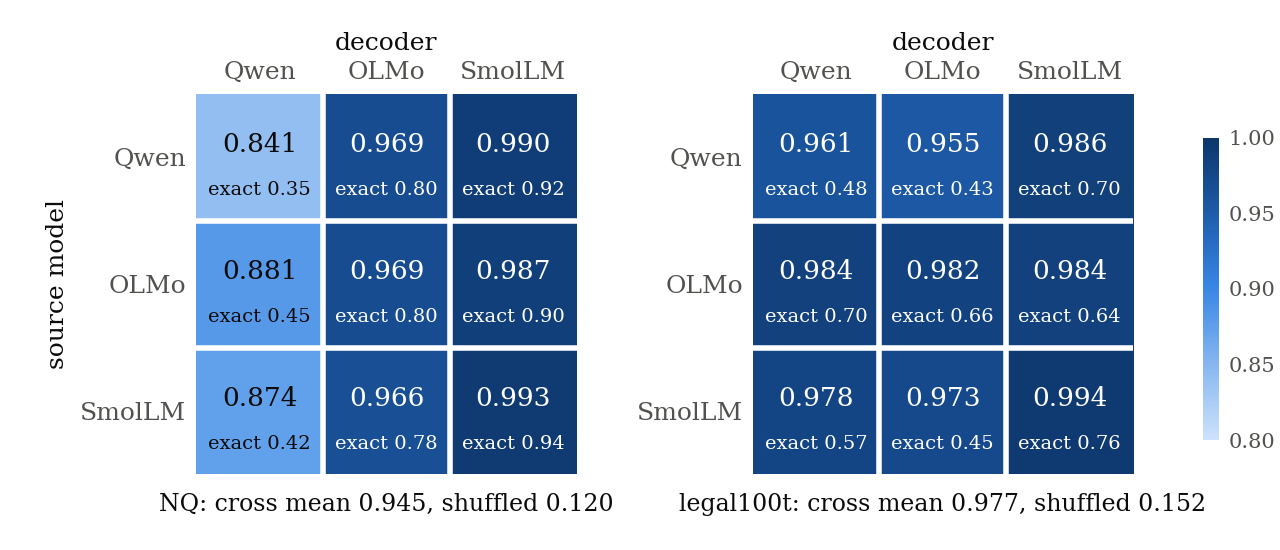 decoder
Qwen OLMo SmolLM
source model
Qwen 0.841 0.969 0.990
exact 0.35 exact 0.80 exact 0.92
OLMo 0.881 0.969 0.987
exact 0.45 exact 0.80 exact 0.90
SmolLM 0.874 0.966 0.993
exact 0.42 exact 0.78 exact 0.94
NQ: cross mean 0.945, shuffled 0.120
decoder
Qwen OLMo SmolLM
Qwen 0.961 0.955 0.986
exact 0.48 exact 0.43 exact 0.70
OLMo 0.984 0.982 0.984
exact 0.70 exact 0.66 exact 0.64
SmolLM 0.978 0.973 0.994
exact 0.57 exact 0.45 exact 0.76
legal100t: cross mean 0.977, shuffled 0.152
1.00
0.95
0.90
0.85
0.80